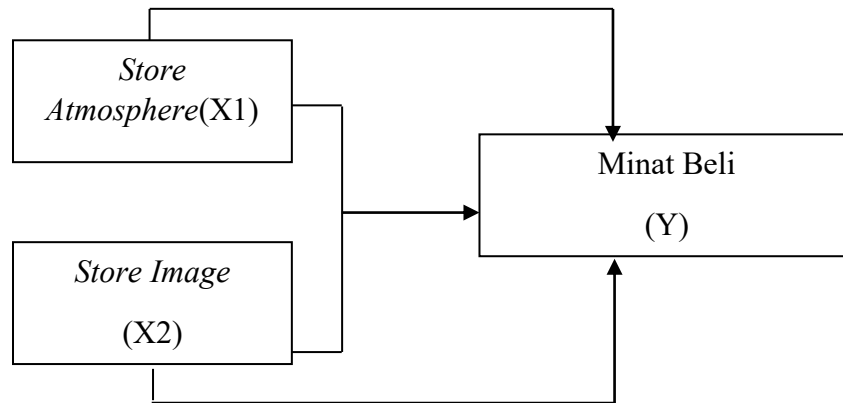 Store
Atmosphere(X1)
Minat Beli
(Y)
Store Image
(X2)